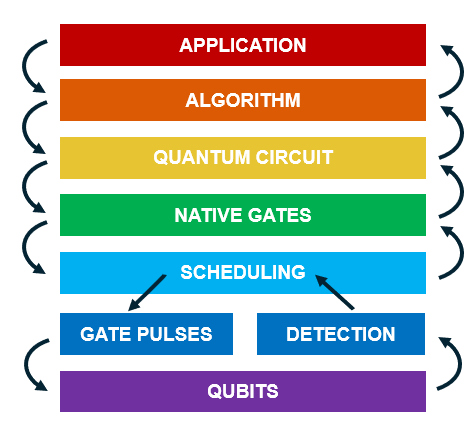 APPLICATION
ALGORITHM
QUANTUM CIRCUIT
NATIVE GATES
SCHEDULING
GATE PULSES
DETECTION
QUBITS